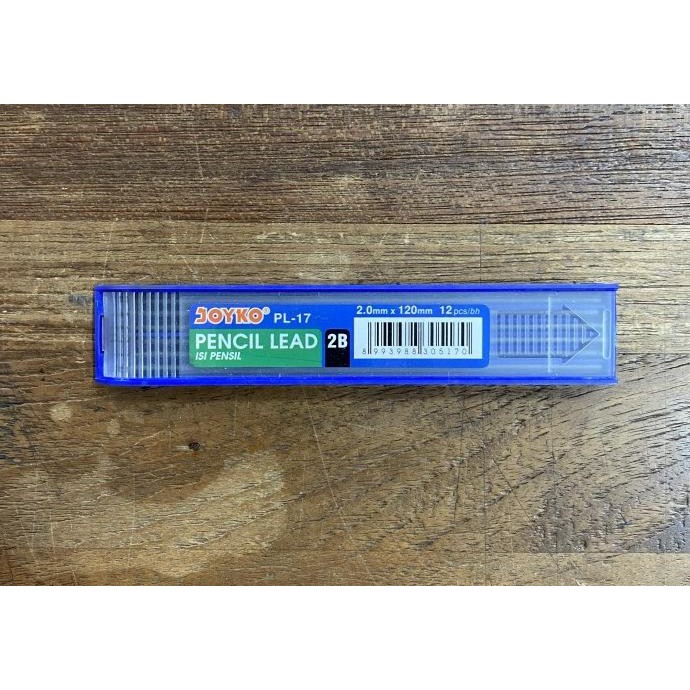 JOYKO® PL-17
PENCIL LEAD 2B
ISI PENSIL
2.0mm x 120mm 12 pcs/bh
8 993988 305170